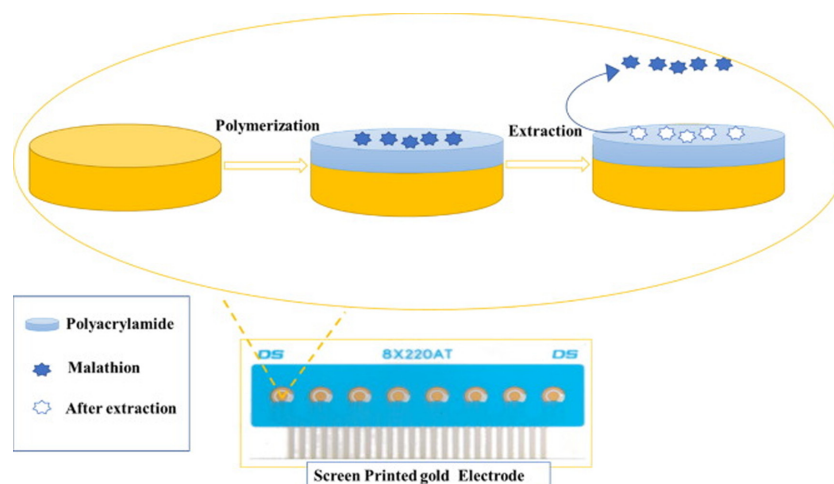 Polymerization
Extraction
Polyacrylamide
Malathion
After extraction
DS 8X220AT DS
Screen Printed gold Electrode